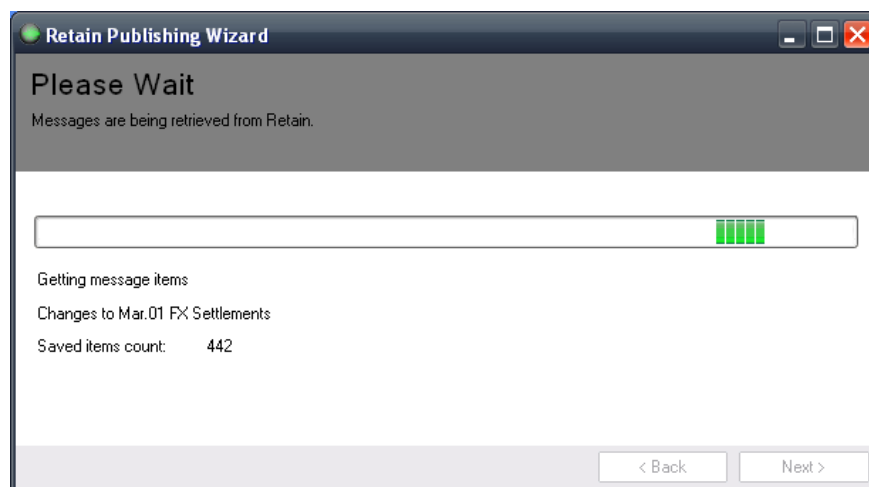 Retain Publishing Wizard
Please Wait
Messages are being retrieved from Retain.
Getting message items
Changes to Mar.01 FX Settlements
Saved items count: 442
< Back Next >